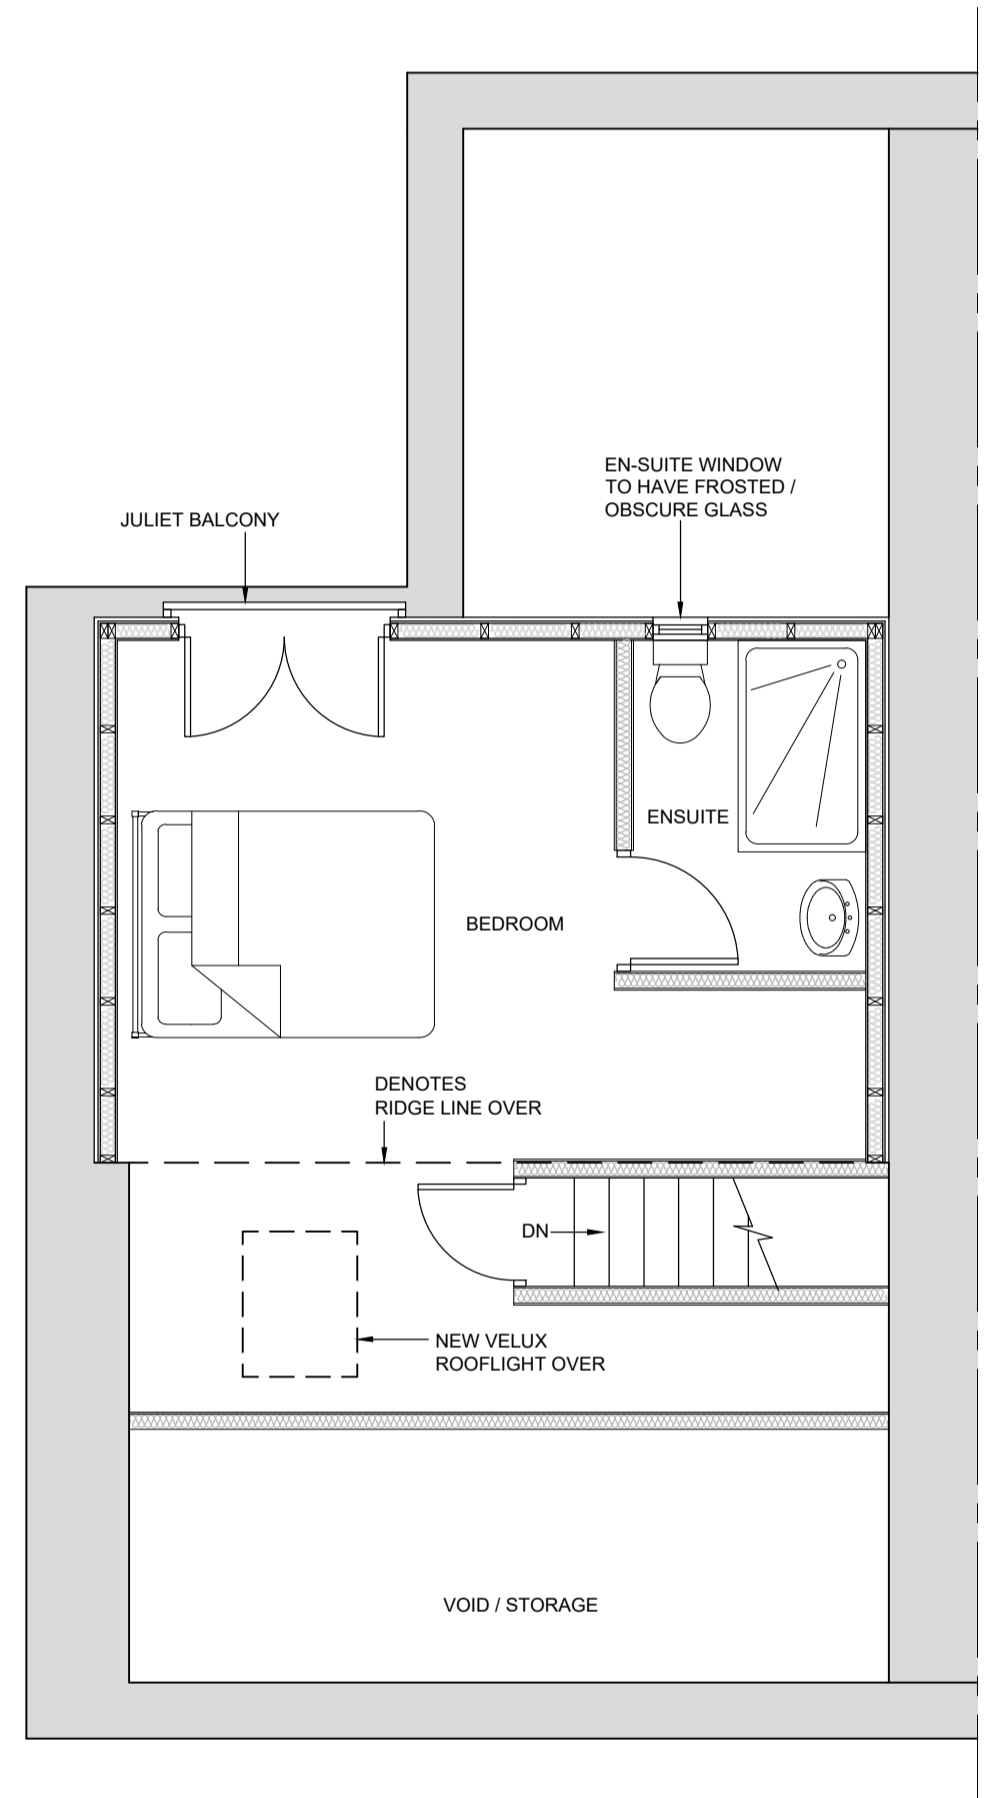 EN-SUITE WINDOW
TO HAVE FROSTED /
OBSCURE GLASS
JULIET BALCONY
ENSUITE
BEDROOM
DENOTES
RIDGE LINE OVER
DN
NEW VELUX
ROOFLIGHT OVER
VOID / STORAGE